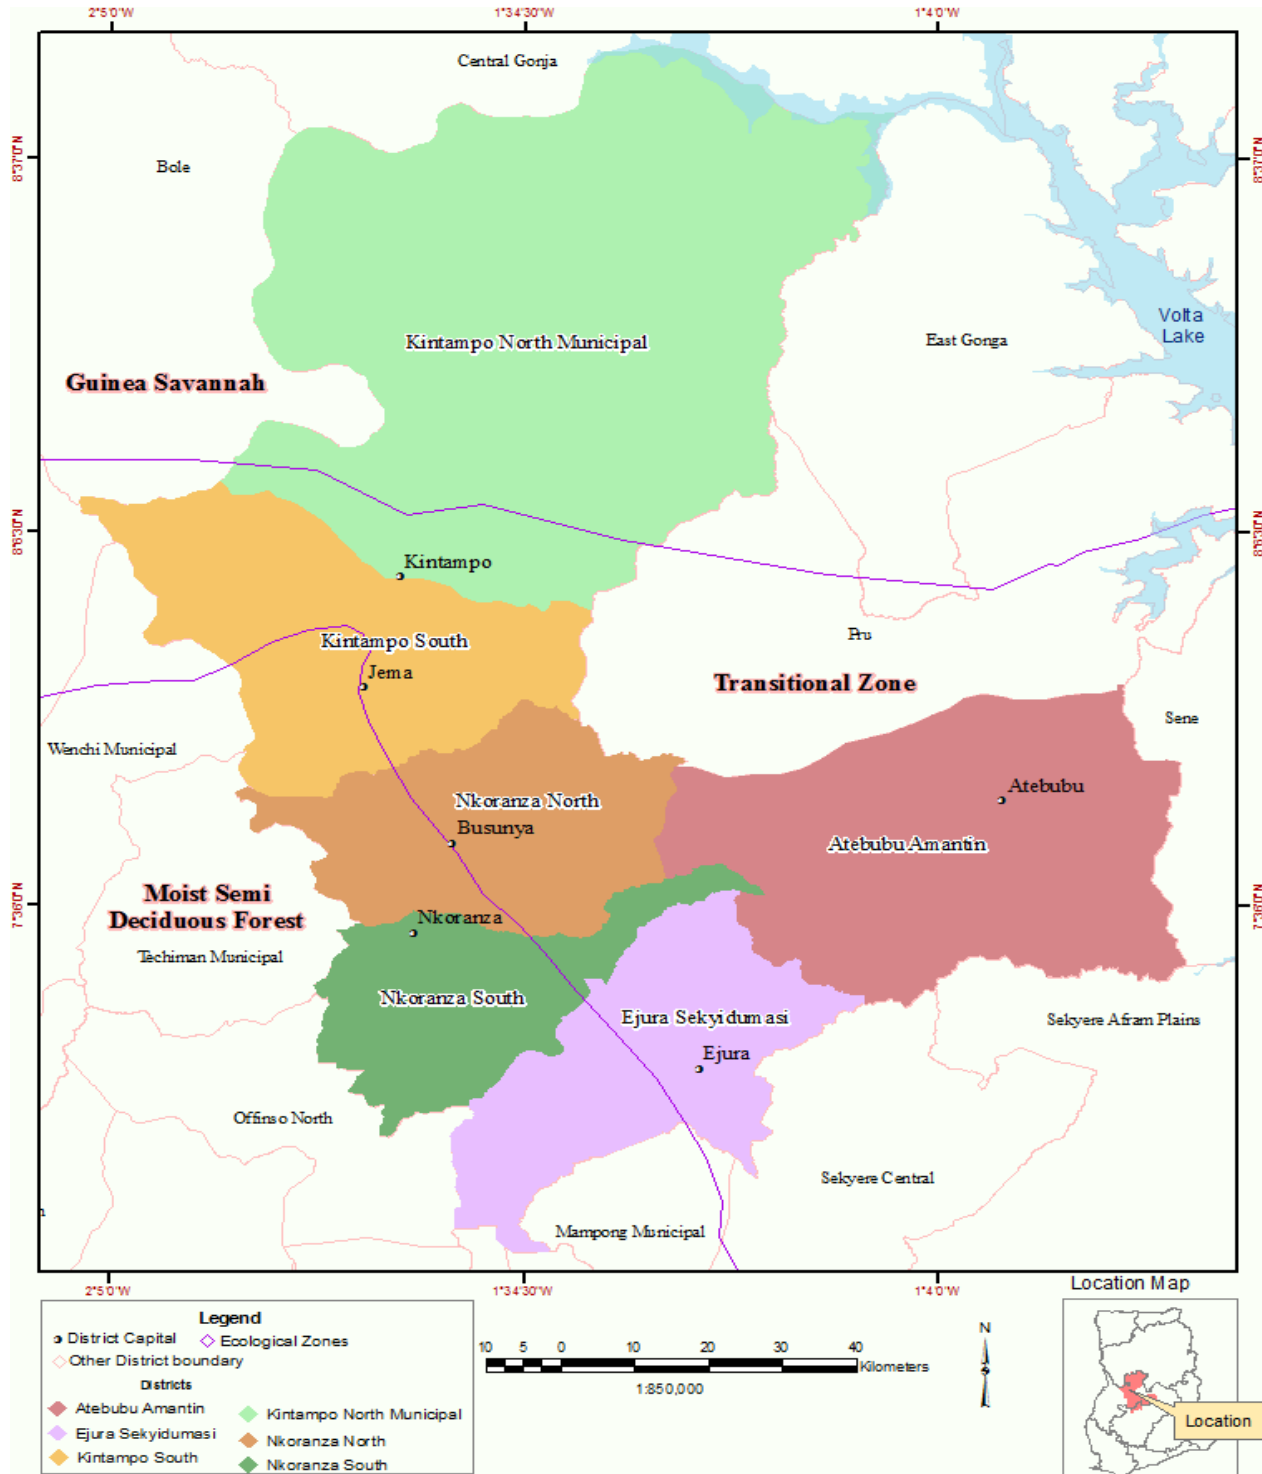 2°5'0"W 1°34'30"W 1°4'0"W
Central Gonja
8°37'0"N 8°37'0"N
Bole
Volta
Lake
Kintampo North Municipal
East Gonga
Guinea Savannah
8°6'30"N 8°6'30"N
Kintampo
Pru
Kintampo South
Jema
Transitional Zone
Sene
Wenchi Municipal
Atebubu
Nkoranza North
Busunya
Atebubu Amantin
Moist Semi
Deciduous Forest
7°36'0"N 7°36'0"N
Nkoranza
Techiman Municipal
Nkoranza South
Ejura Sekyidumasi
Sekyere Afram Plains
Ejura
Offinso North
Sekyere Central
n
Mampong Municipal
2°5'0"W 1°34'30"W 1°4'0"W
Location Map
Legend
District Capital Ecological Zones
Other District boundary
Districts
Atebubu Amantin
Ejura Sekyidumasi
Kintampo South
Kintampo North Municipal
Nkoranza North
Nkoranza South
10 5 0 10 20 30 40
Kilometers
1:850,000
N
Location